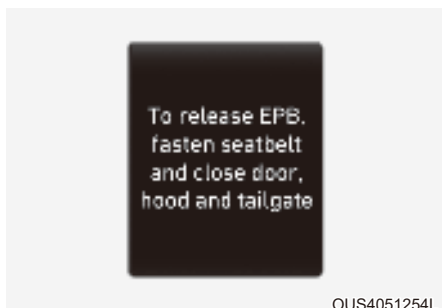 To release EPB,
fasten seatbelt
and close door,
hood and tailgate
OUS4051254L